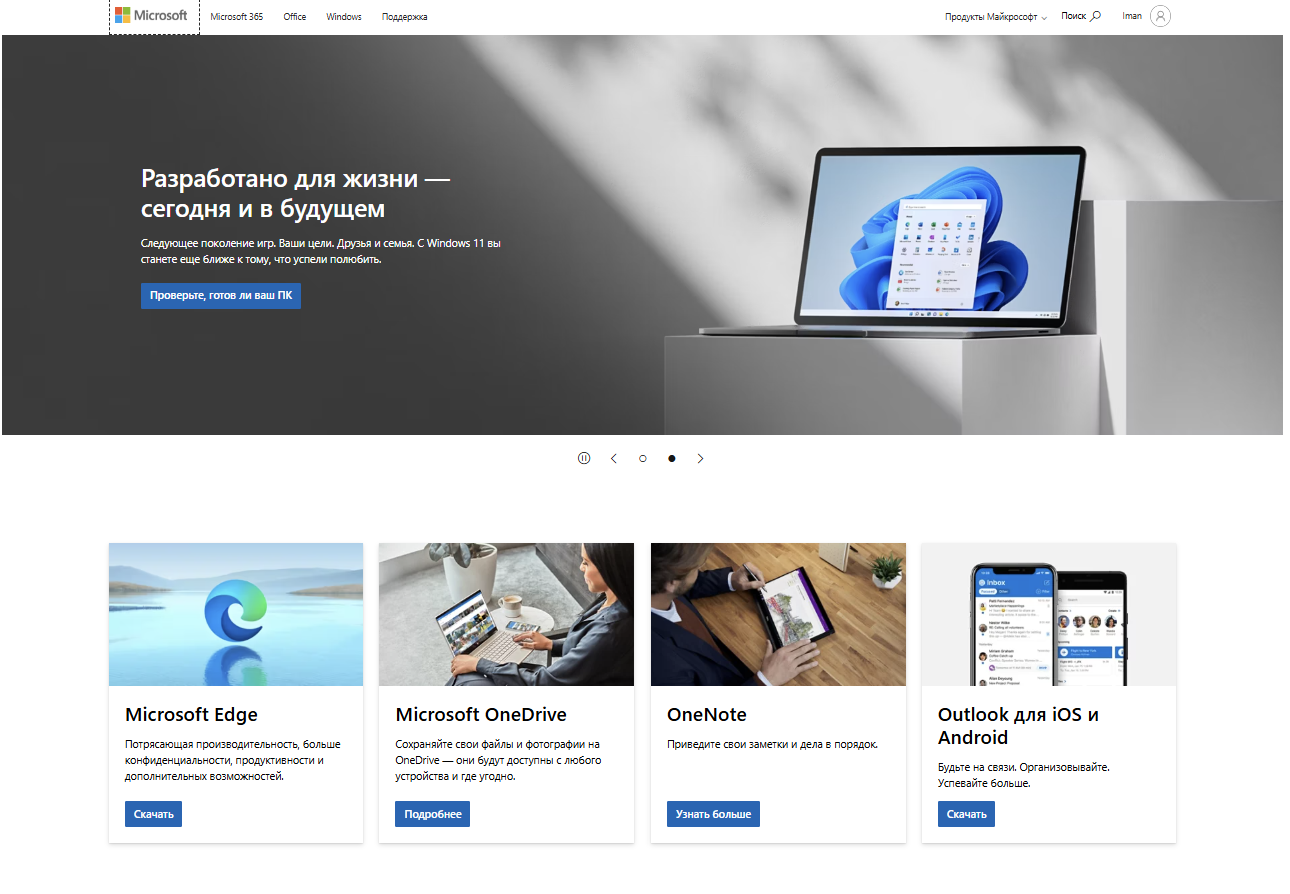 Microsoft
Microsoft 365
Office
Windows
Поддержка
Продукты Майкрософт
Поиск
Iman
Разработано для жизни —
сегодня и в будущем
Следующее поколение игр. Ваши цели. Друзья и семья. С Windows 11 вы
станете еще ближе к тому, что успели полюбить.
Проверьте, готов ли ваш ПК
Inbox
Microsoft Edge
Потрясающая производительность, больше
конфиденциальности, продуктивности и
дополнительных возможностей.
Скачать
Microsoft OneDrive
Сохраняйте свои файлы и фотографии на
OneDrive — они будут доступны с любого
устройства и где угодно.
Подробнее
OneNote
Приведите свои заметки и дела в порядок.
Узнать больше
Outlook для iOS и
Android
Будьте на связи. Организовывайте.
Успевайте больше.
Скачать